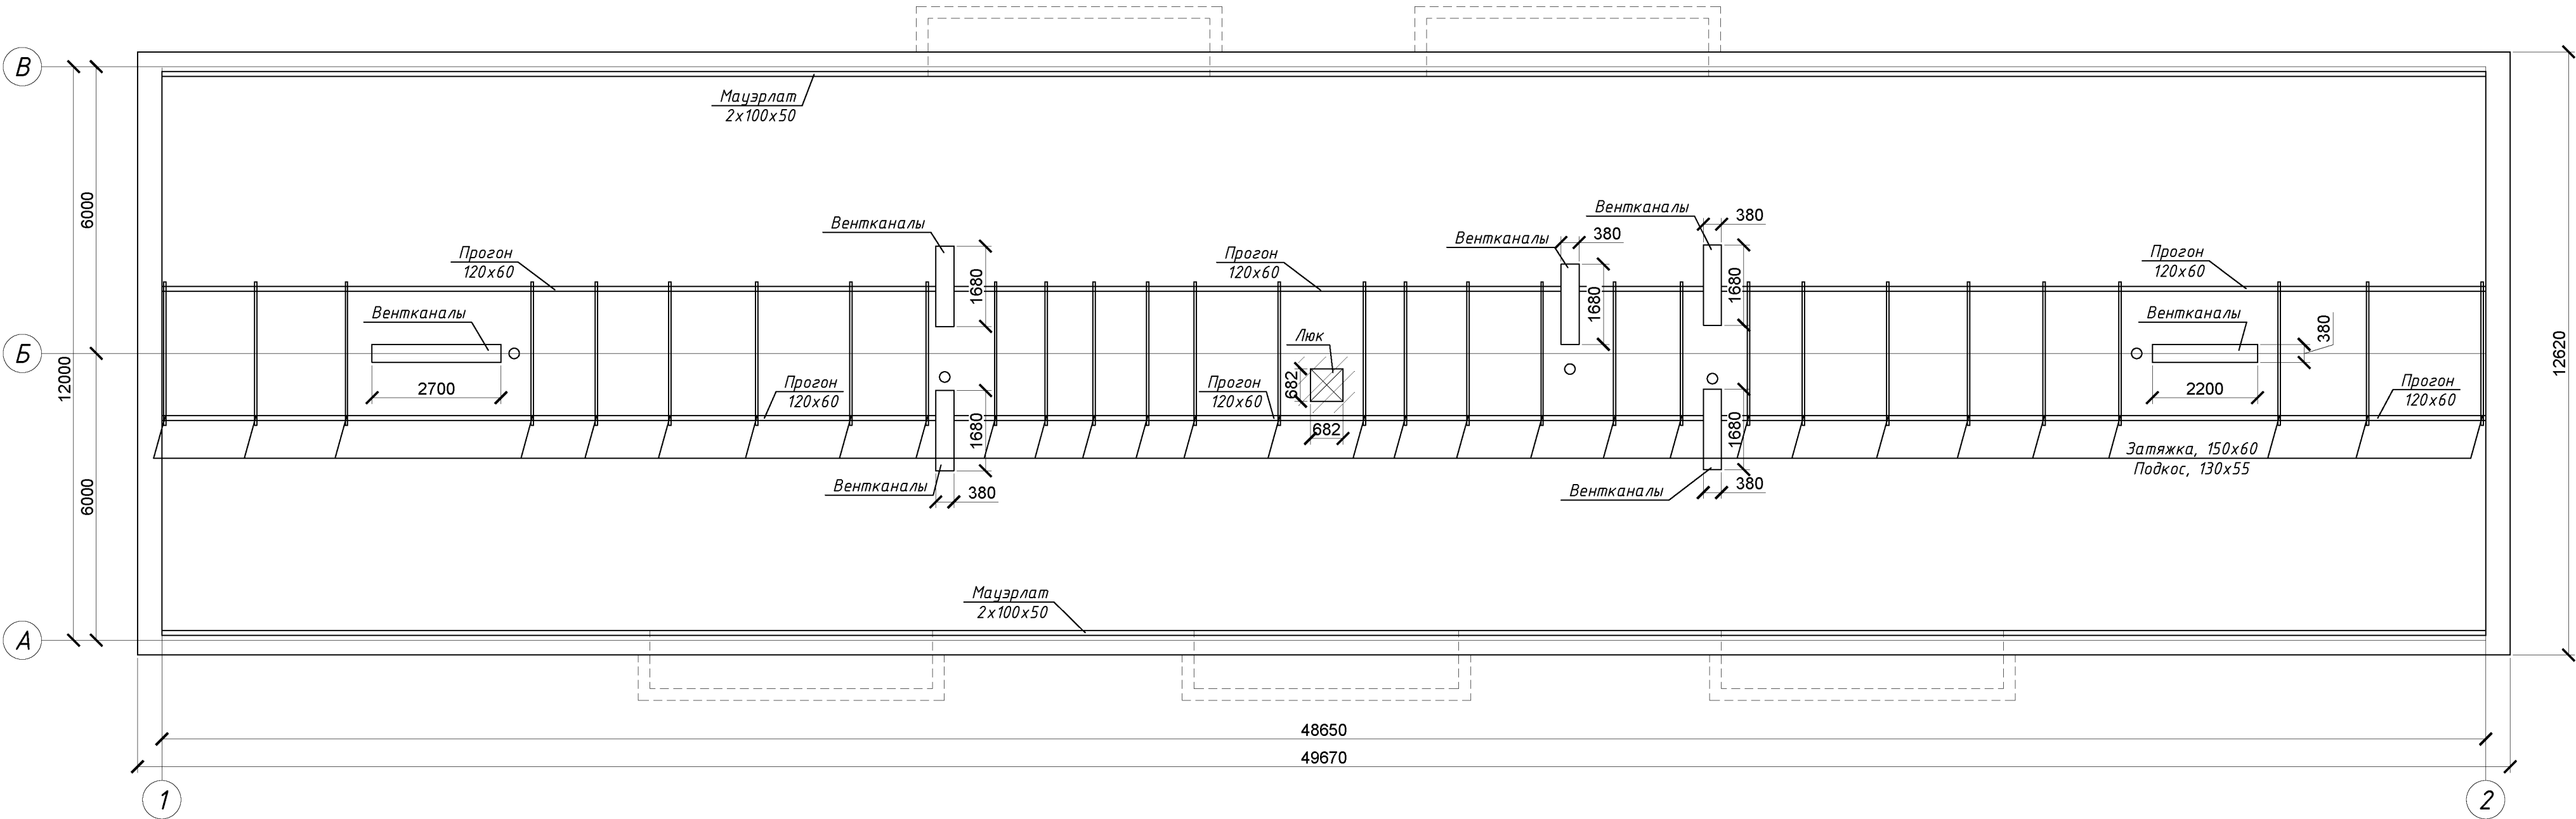 В
Мауэрлат
2х100х50
6000
Вентканалы
380
Вентканалы
Вентканалы
380
Прогон
120х60
1680
Прогон
120х60
1680
1680
Прогон
120х60
Вентканалы
Люк
Вентканалы
380
Б
12000
12620
2700
Прогон
120х60
Прогон
120х60
682
682
2200
Прогон
120х60
1680
1680
Затяжка, 150х60
Подкос, 130х55
6000
Вентканалы
380
Вентканалы
380
Мауэрлат
2х100х50
А
48650
49670
1
2